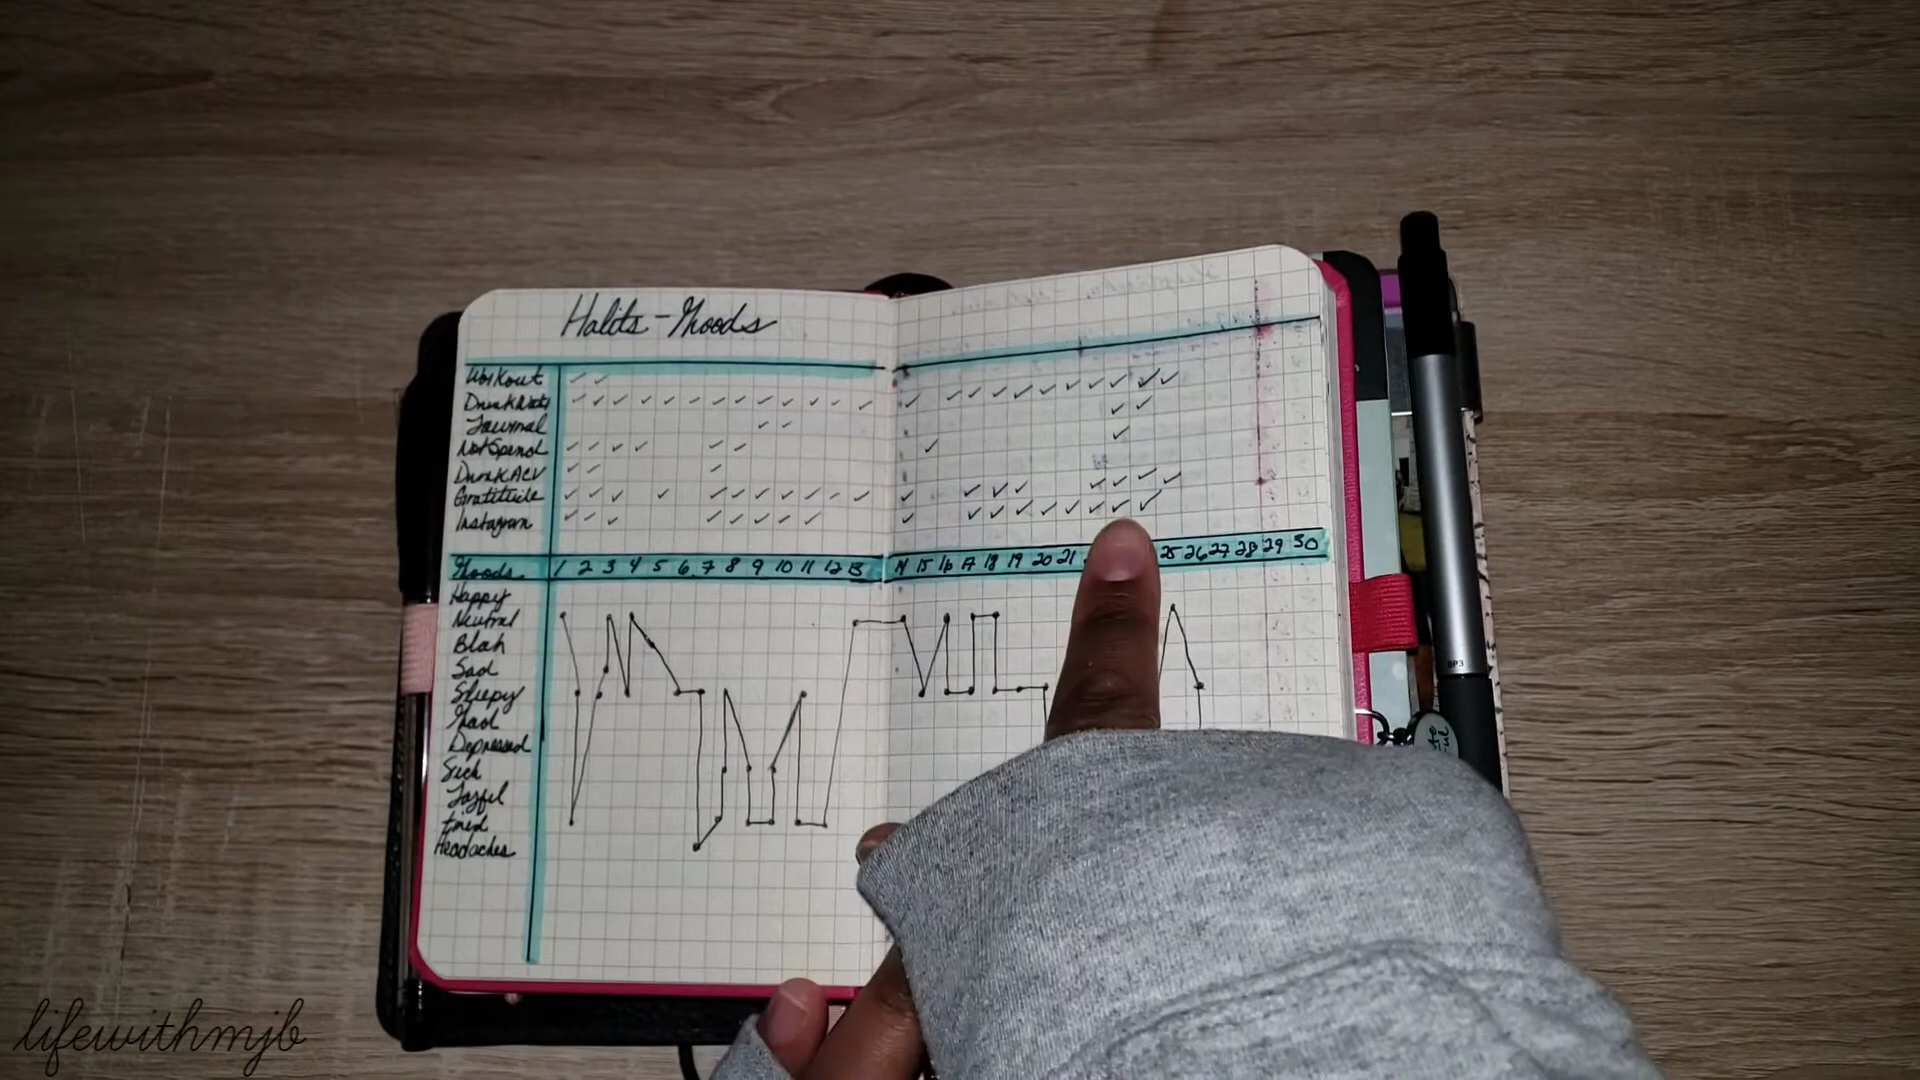 Habits - Moods
Workout
Drink Water
Journal
Not Spend
Drink ACV
Gratitude
Instagram
Moods 1 2 3 4 5 6 7 8 9 10 11 12 13 14 15 16 17 18 19 20 21 25 26 27 28 29 30
Happy
Neutral
Blah
Sad
Sleepy
Mad
Depressed
Sick
Joyful
Tired
Headaches
lifewithmjb